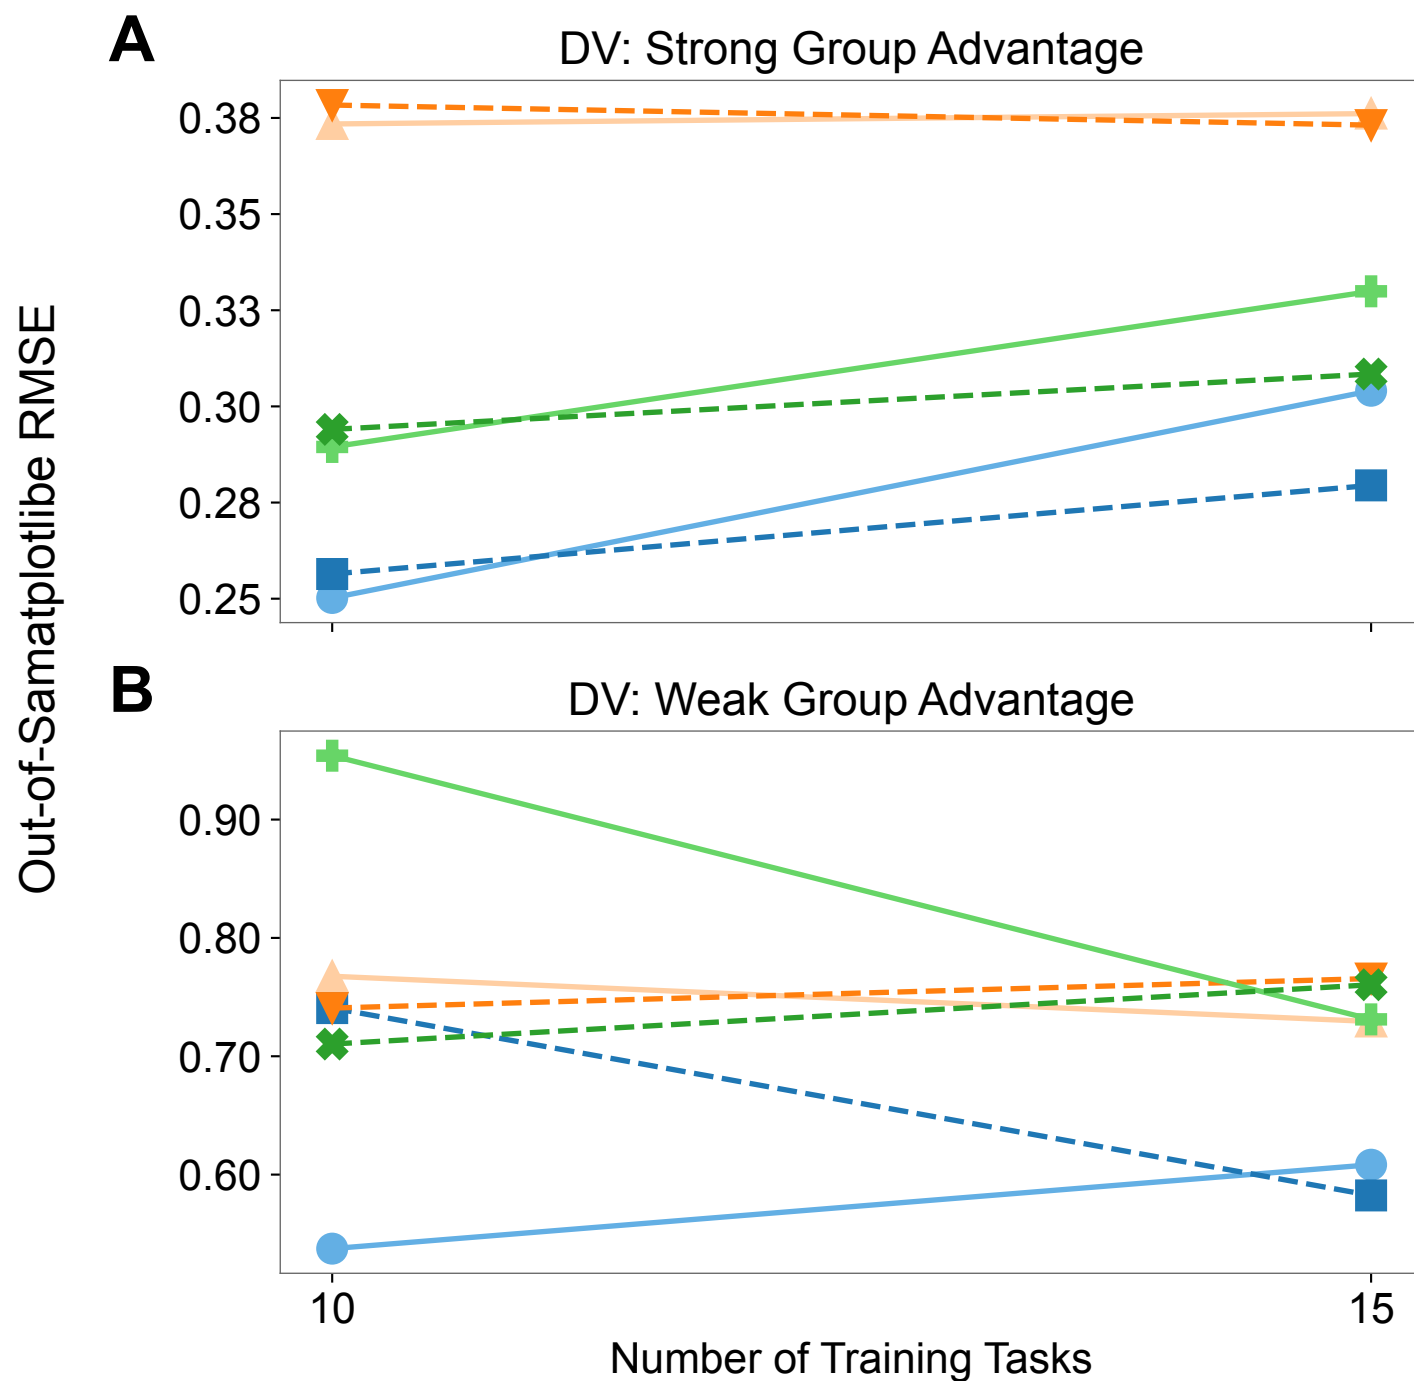 A
DV: Strong Group Advantage
0.38
0.35
0.33
0.30
0.28
0.25
Out-of-Samatplotliibe RMSE
B
DV: Weak Group Advantage
0.90
0.80
0.70
0.60
10
15
Number of Training Tasks